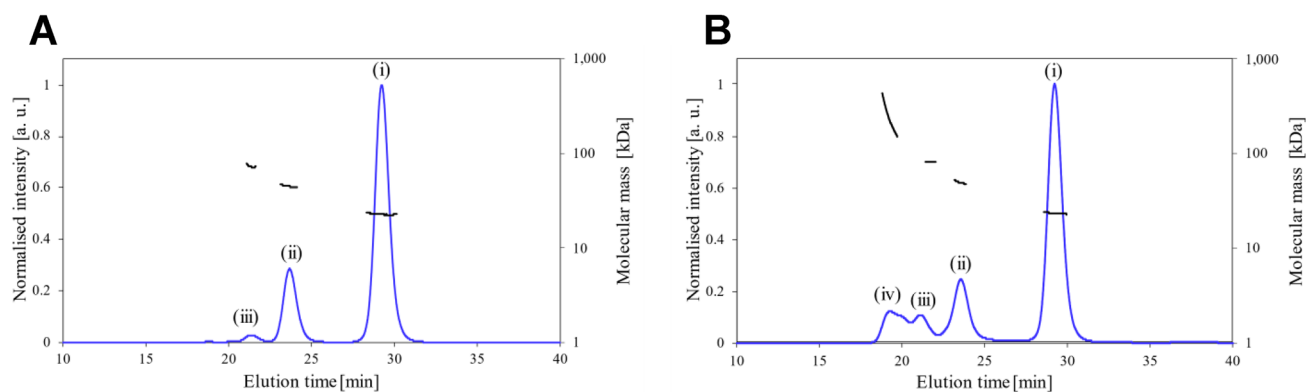 A
(i)
(ii)
(iii)
Normalised intensity [a. u.]
1
0.8
0.6
0.4
0.2
0
1,000
100
10
1
Molecular mass [kDa]
10 15 20 25 30 35 40
Elution time [min]
B
(i)
(ii)
(iii)
(iv)
Normalised intensity [a. u.]
1
0.8
0.6
0.4
0.2
0
1,000
100
10
1
Molecular mass [kDa]
10 15 20 25 30 35 40
Elution time [min]